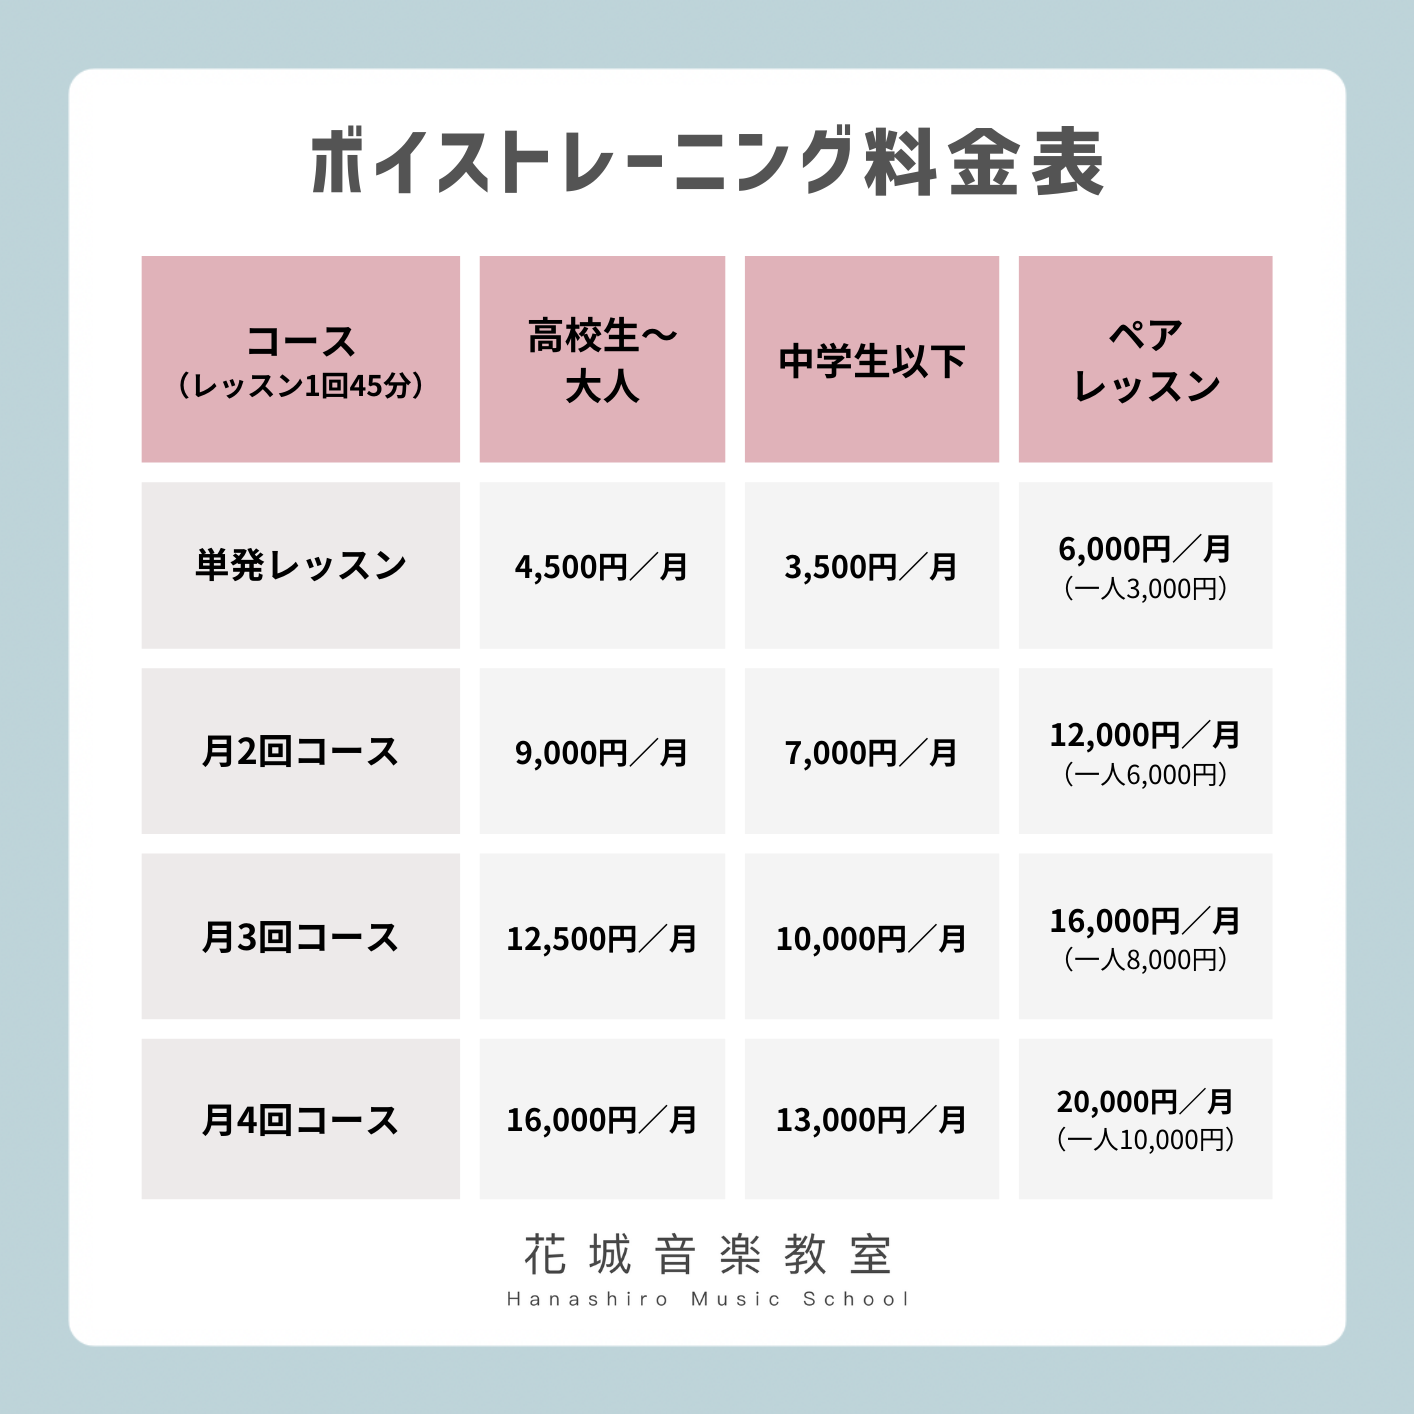 ボイストレーニング料金表
コース
（レッスン1回45分）
高校生～
大人
中学生以下
ペア
レッスン
単発レッスン
4,500円／月
3,500円／月
6,000円／月
（一人3,000円）
月2回コース
9,000円／月
7,000円／月
12,000円／月
（一人6,000円）
月3回コース
12,500円／月
10,000円／月
16,000円／月
（一人8,000円）
月4回コース
16,000円／月
13,000円／月
20,000円／月
（一人10,000円）
花城音楽教室
Hanashiro Music School